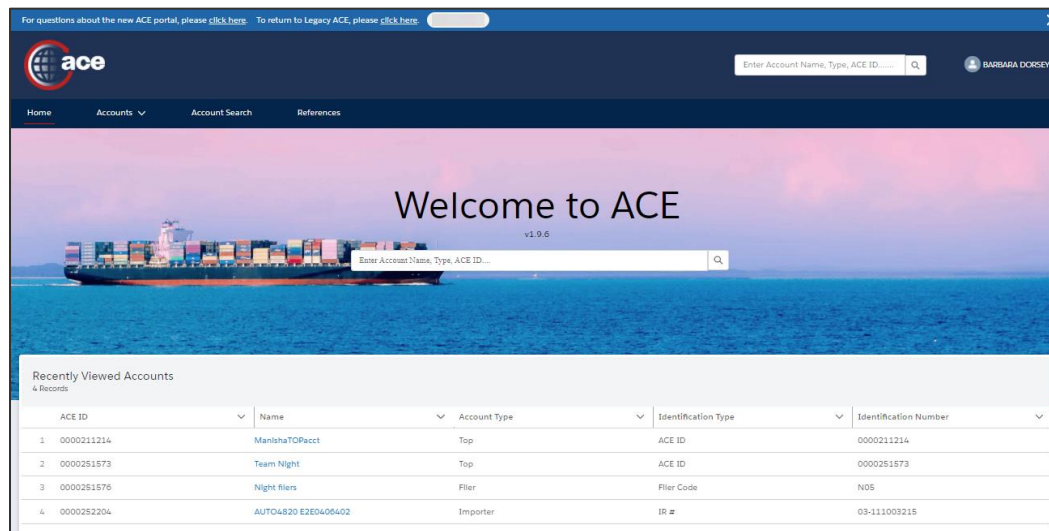 For questions about the new ACE portal, please click here. To return to Legacy ACE, please click here.
ace
Enter Account Name, Type, ACE ID......
BARBARA DORSEY
Home Accounts Account Search References
Welcome to ACE
v1.9.6
Enter Account Name, Type, ACE ID....
Recently Viewed Accounts
4 Records
ACE ID Name Account Type Identification Type Identification Number
1 0000211214 ManishaTOPacct Top ACE ID 0000211214
2 0000251573 Team Night Top ACE ID 0000251573
3 0000251576 Night filers Filer Filer Code N05
4 0000252204 AUTO4820 E2E0406402 Importer IR # 03-111003215